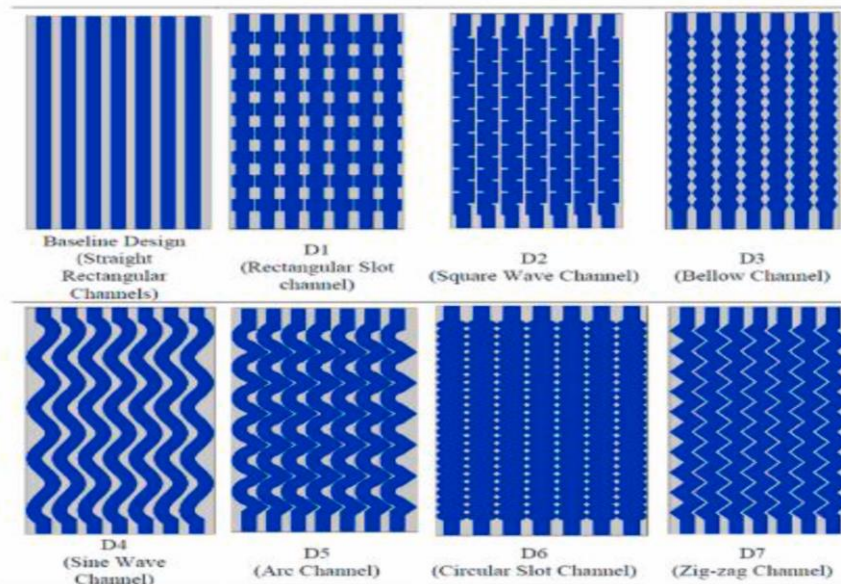 Baseline Design
(Straight
Rectangular
Channels)
D1
(Rectangular Slot
channel)
D2
(Square Wave Channel)
D3
(Bellow Channel)
D4
(Sine Wave
Channel)
D5
(Arc Channel)
D6
(Circular Slot Channel)
D7
(Zig-zag Channel)